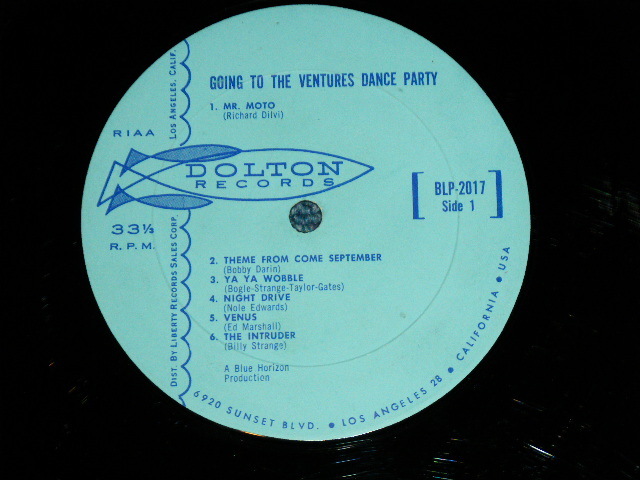 GOING TO THE VENTURES DANCE PARTY
1. MR. MOTO
(Richard Dilvi)
RIAA
LOS ANGELES, CALIF.
DOLTON
RECORDS
33⅓
R.P.M.
BLP-2017
Side 1
DIST. BY LIBERTY RECORDS SALES CORP.
2. THEME FROM COME SEPTEMBER
(Bobby Darin)
3. YA YA WOBBLE
(Bogle-Strange-Taylor-Gates)
4. NIGHT DRIVE
(Nole Edwards)
5. VENUS
(Ed Marshall)
6. THE INTRUDER
(Billy Strange)
A Blue Horizon
Production
6920 SUNSET BLVD. • LOS ANGELES 28 • CALIFORNIA • USA